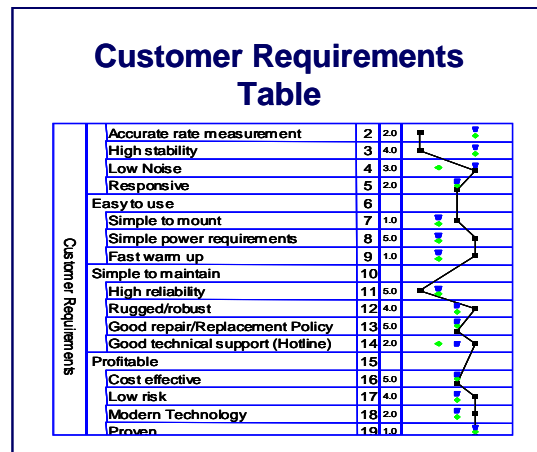 Customer Requirements
Table
Customer Requirements
Accurate rate measurement 2 2.0
High stability 3 4.0
Low Noise 4 3.0
Responsive 5 2.0
Easy to use 6
Simple to mount 7 1.0
Simple power requirements 8 5.0
Fast warm up 9 1.0
Simple to maintain 10
High reliability 11 5.0
Rugged/robust 12 4.0
Good repair/Replacement Policy 13 5.0
Good technical support (Hotline) 14 2.0
Profitable 15
Cost effective 16 5.0
Low risk 17 4.0
Modern Technology 18 2.0
Proven 19 1.0